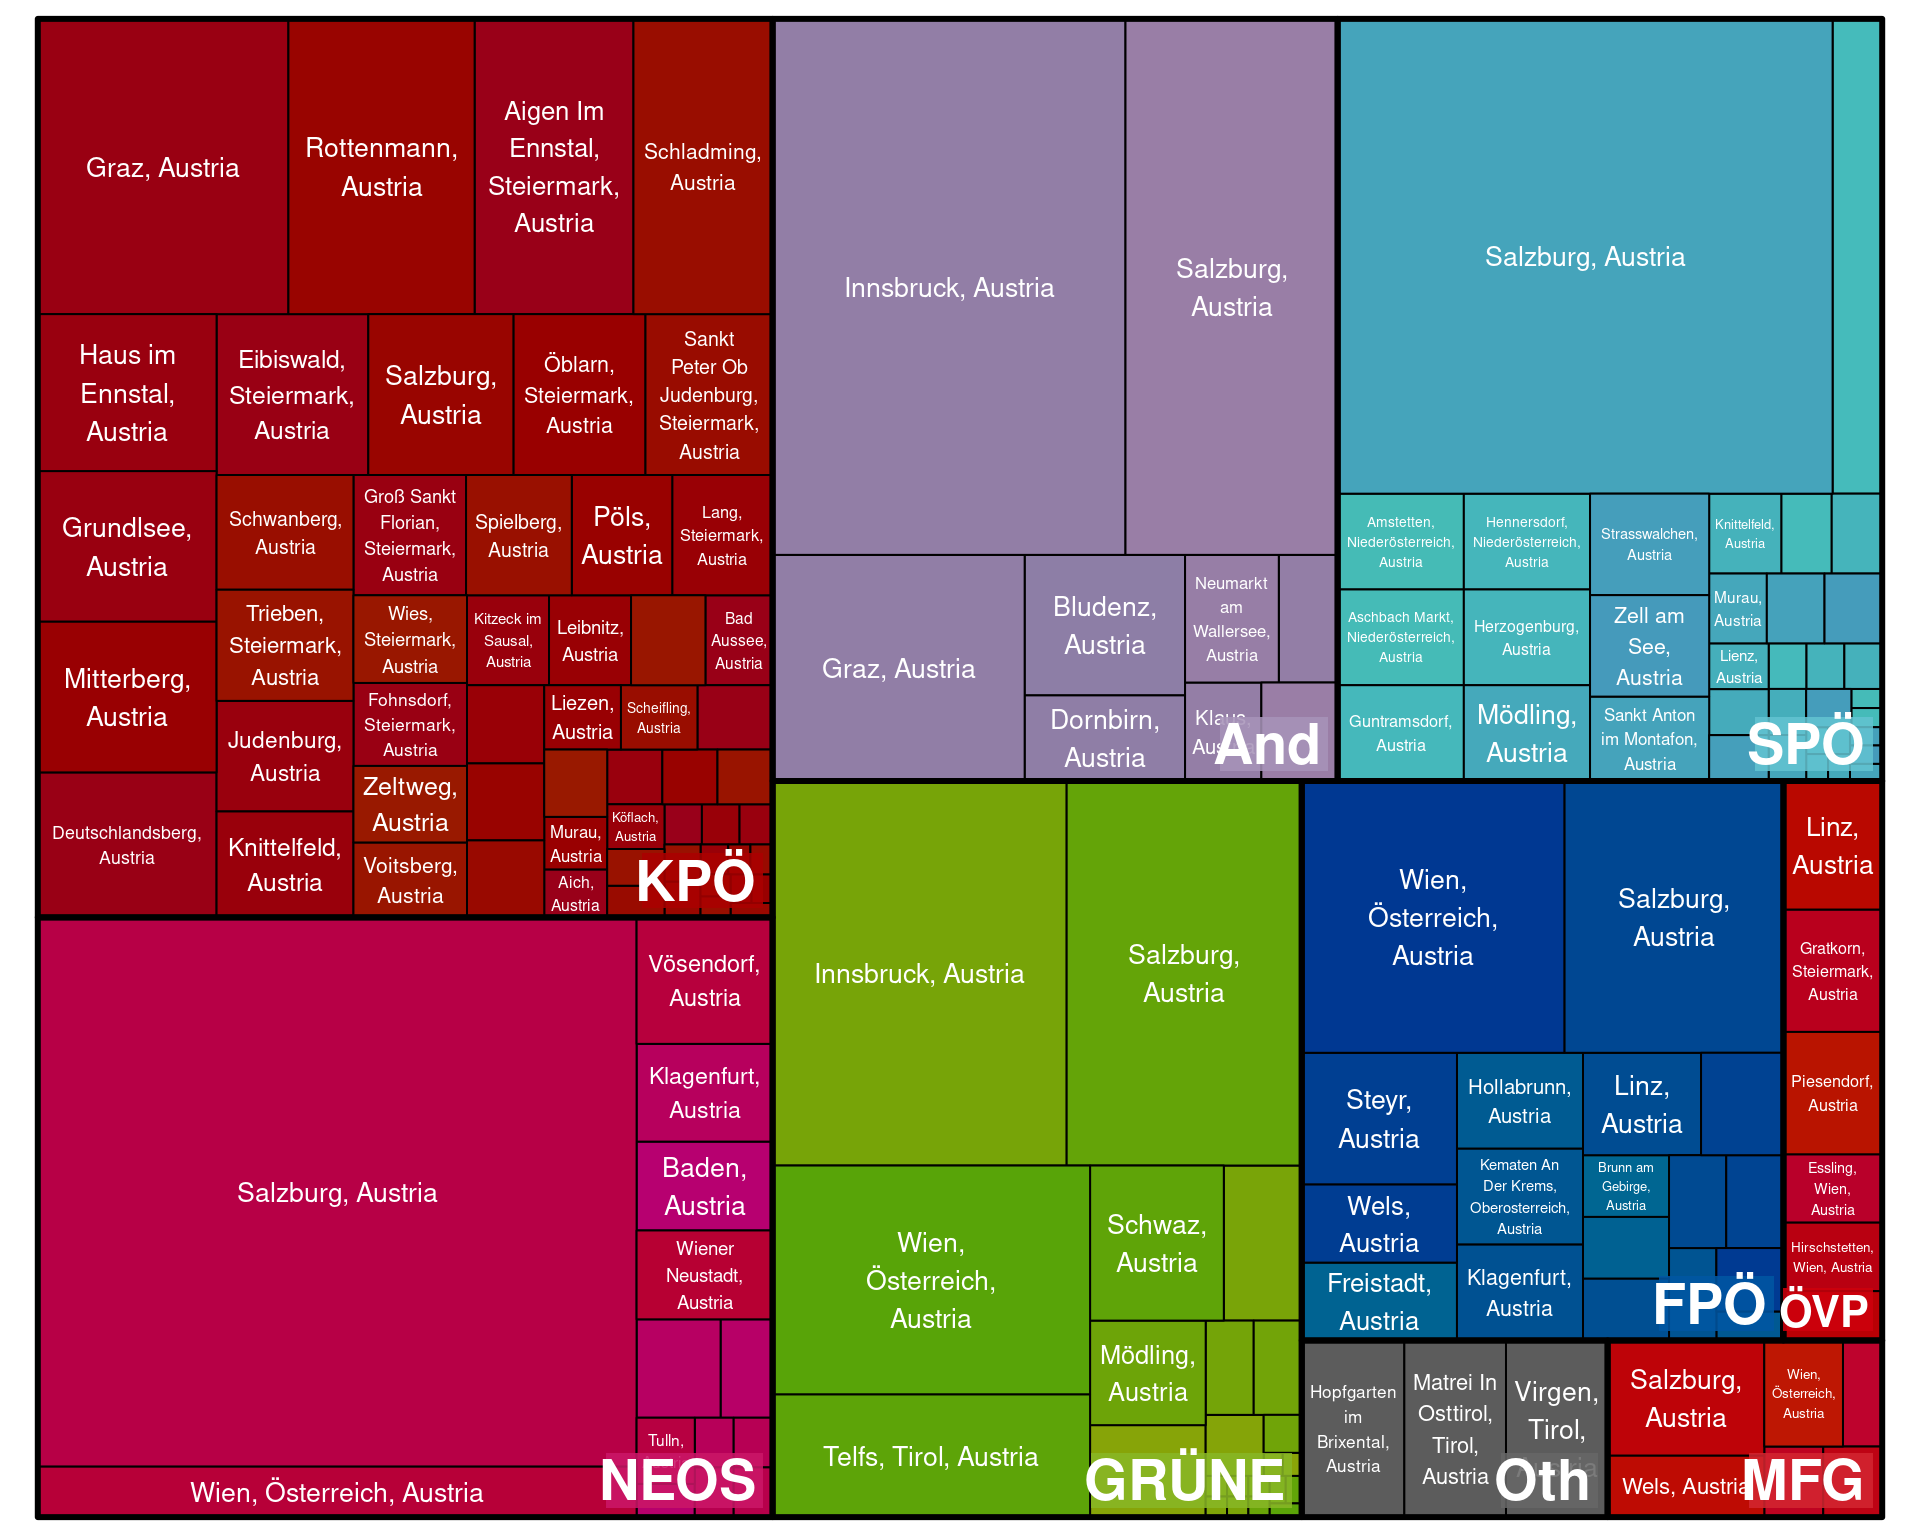 Graz, Austria
Rottenmann,
Austria
Aigen Im
Ennstal,
Steiermark,
Austria
Schladming,
Austria
Haus im
Ennstal,
Austria
Eibiswald,
Steiermark,
Austria
Salzburg,
Austria
Öblarn,
Steiermark,
Austria
Sankt
Peter Ob
Judenburg,
Steiermark,
Austria
Grundlsee,
Austria
Schwanberg,
Austria
Groß Sankt
Florian,
Steiermark,
Austria
Spielberg,
Austria
Pöls,
Austria
Lang,
Steiermark,
Austria
Mitterberg,
Austria
Trieben,
Steiermark,
Austria
Wies,
Steiermark,
Austria
Kitzeck im
Sausal,
Austria
Leibnitz,
Austria
Bad
Aussee,
Austria
Fohnsdorf,
Steiermark,
Austria
Liezen,
Austria
Scheifling,
Austria
Judenburg,
Austria
Deutschlandsberg,
Austria
Knittelfeld,
Austria
Zeltweg,
Austria
Voitsberg,
Austria
Murau,
Austria
Köflach,
Austria
Aich,
Austria
KPÖ
Salzburg, Austria
Vösendorf,
Austria
Klagenfurt,
Austria
Baden,
Austria
Wiener
Neustadt,
Austria
Tulln,
Wien, Österreich, Austria
NEOS
Innsbruck, Austria
Salzburg,
Austria
Graz, Austria
Bludenz,
Austria
Dornbirn,
Austria
Neumarkt
am
Wallersee,
Austria
Klaus,
And
Salzburg, Austria
Amstetten,
Niederösterreich,
Austria
Hennersdorf,
Niederösterreich,
Austria
Strasswalchen,
Austria
Knittelfeld,
Austria
Aschbach Markt,
Niederösterreich,
Austria
Herzogenburg,
Austria
Zell am
See,
Austria
Murau,
Austria
Lienz,
Austria
Guntramsdorf,
Austria
Mödling,
Austria
Sankt Anton
im Montafon,
Austria
SPÖ
Innsbruck, Austria
Salzburg,
Austria
Wien,
Österreich,
Austria
Schwaz,
Austria
Mödling,
Austria
Telfs, Tirol, Austria
GRÜNE
Wien,
Österreich,
Austria
Salzburg,
Austria
Steyr,
Austria
Hollabrunn,
Austria
Linz,
Austria
Wels,
Austria
Kematen An
Der Krems,
Oberosterreich,
Austria
Brunn am
Gebirge,
Austria
Freistadt,
Austria
Klagenfurt,
Austria
FPÖ
Linz,
Austria
Gratkorn,
Steiermark,
Austria
Piesendorf,
Austria
Essling,
Wien,
Austria
Hirschstetten,
Wien, Austria
ÖVP
Hopfgarten
im
Brixental,
Austria
Matrei In
Osttirol,
Tirol,
Austria
Virgen,
Tirol,
Austria
Oth
Salzburg,
Austria
Wien,
Österreich,
Austria
Wels, Austria
MFG